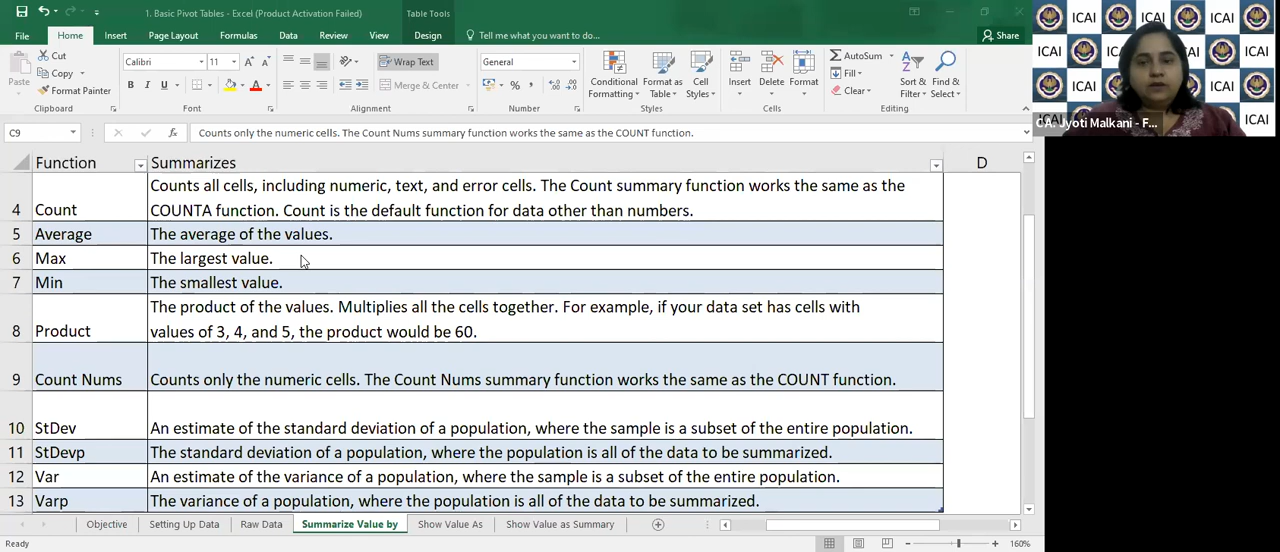 1. Basic Pivot Tables - Excel (Product Activation Failed)
Table Tools
File Home Insert Page Layout Formulas Data Review View Design Tell me what you want to do... Share
Cut
Copy
Format Painter
Paste
Clipboard
Calibri 11
B I U
Font
Wrap Text
Merge & Center
Alignment
General
%
Number
Conditional Formatting
Format as Table
Cell Styles
Styles
Insert Delete Format
Cells
AutoSum
Fill
Clear
Sort & Filter
Find & Select
Editing
C9 fx Counts only the numeric cells. The Count Nums summary function works the same as the COUNT function.
Function Summarizes D
Counts all cells, including numeric, text, and error cells. The Count summary function works the same as the
4 Count COUNTA function. Count is the default function for data other than numbers.
5 Average The average of the values.
6 Max The largest value.
7 Min The smallest value.
The product of the values. Multiplies all the cells together. For example, if your data set has cells with
8 Product values of 3, 4, and 5, the product would be 60.
9 Count Nums Counts only the numeric cells. The Count Nums summary function works the same as the COUNT function.
10 StDev An estimate of the standard deviation of a population, where the sample is a subset of the entire population.
11 StDevp The standard deviation of a population, where the population is all of the data to be summarized.
12 Var An estimate of the variance of a population, where the sample is a subset of the entire population.
13 Varp The variance of a population, where the population is all of the data to be summarized.
Objective Setting Up Data Raw Data Summarize Value by Show Value As Show Value as Summary
Ready 160%
ICAI ICAI
ICAI ICAI
ICAI ICAI
ICAI
CA. Jyoti Malkani - F...